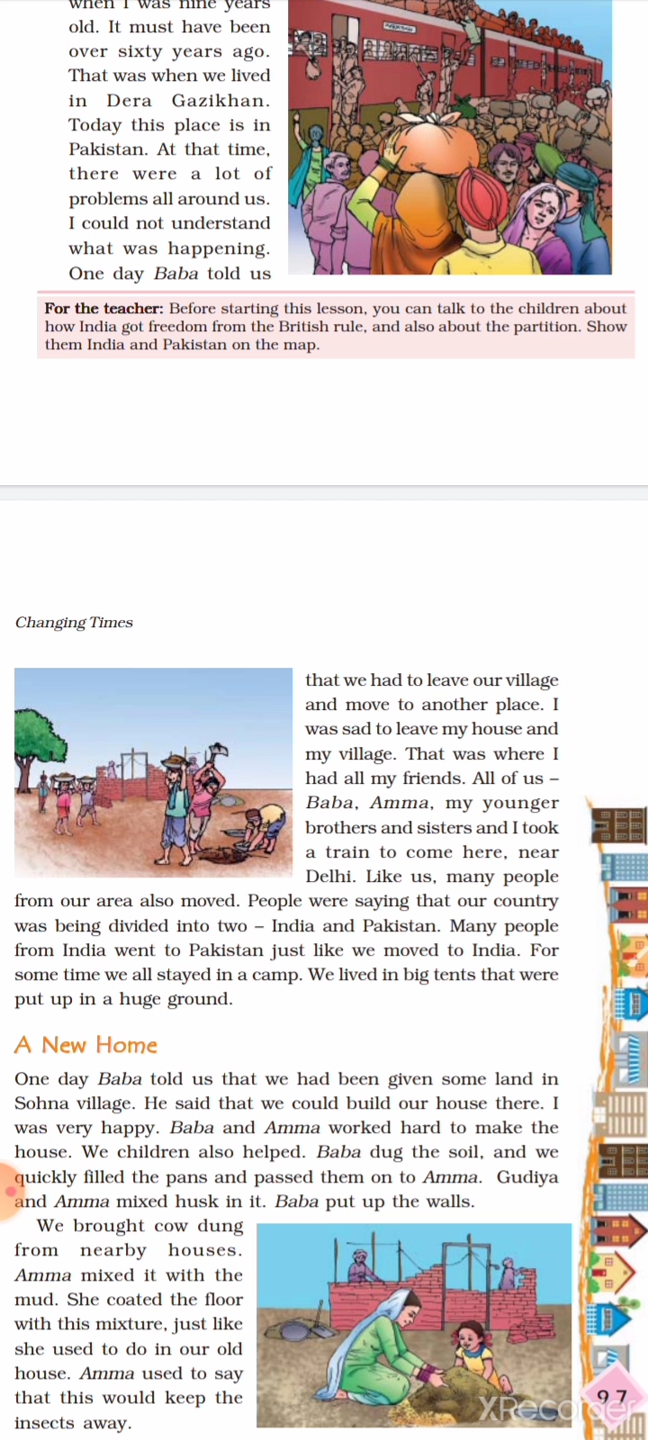 when I was nine years
old. It must have been
over sixty years ago.
That was when we lived
in Dera Gazikhan.
Today this place is in
Pakistan. At that time,
there were a lot of
problems all around us.
I could not understand
what was happening.
One day Baba told us
For the teacher: Before starting this lesson, you can talk to the children about
how India got freedom from the British rule, and also about the partition. Show
them India and Pakistan on the map.
Changing Times
that we had to leave our village
and move to another place. I
was sad to leave my house and
my village. That was where I
had all my friends. All of us –
Baba, Amma, my younger
brothers and sisters and I took
a train to come here, near
Delhi. Like us, many people
from our area also moved. People were saying that our country
was being divided into two – India and Pakistan. Many people
from India went to Pakistan just like we moved to India. For
some time we all stayed in a camp. We lived in big tents that were
put up in a huge ground.
A New Home
One day Baba told us that we had been given some land in
Sohna village. He said that we could build our house there. I
was very happy. Baba and Amma worked hard to make the
house. We children also helped. Baba dug the soil, and we
quickly filled the pans and passed them on to Amma. Gudiya
and Amma mixed husk in it. Baba put up the walls.
We brought cow dung
from nearby houses.
Amma mixed it with the
mud. She coated the floor
with this mixture, just like
she used to do in our old
house. Amma used to say
that this would keep the
insects away.
97
XRecorder